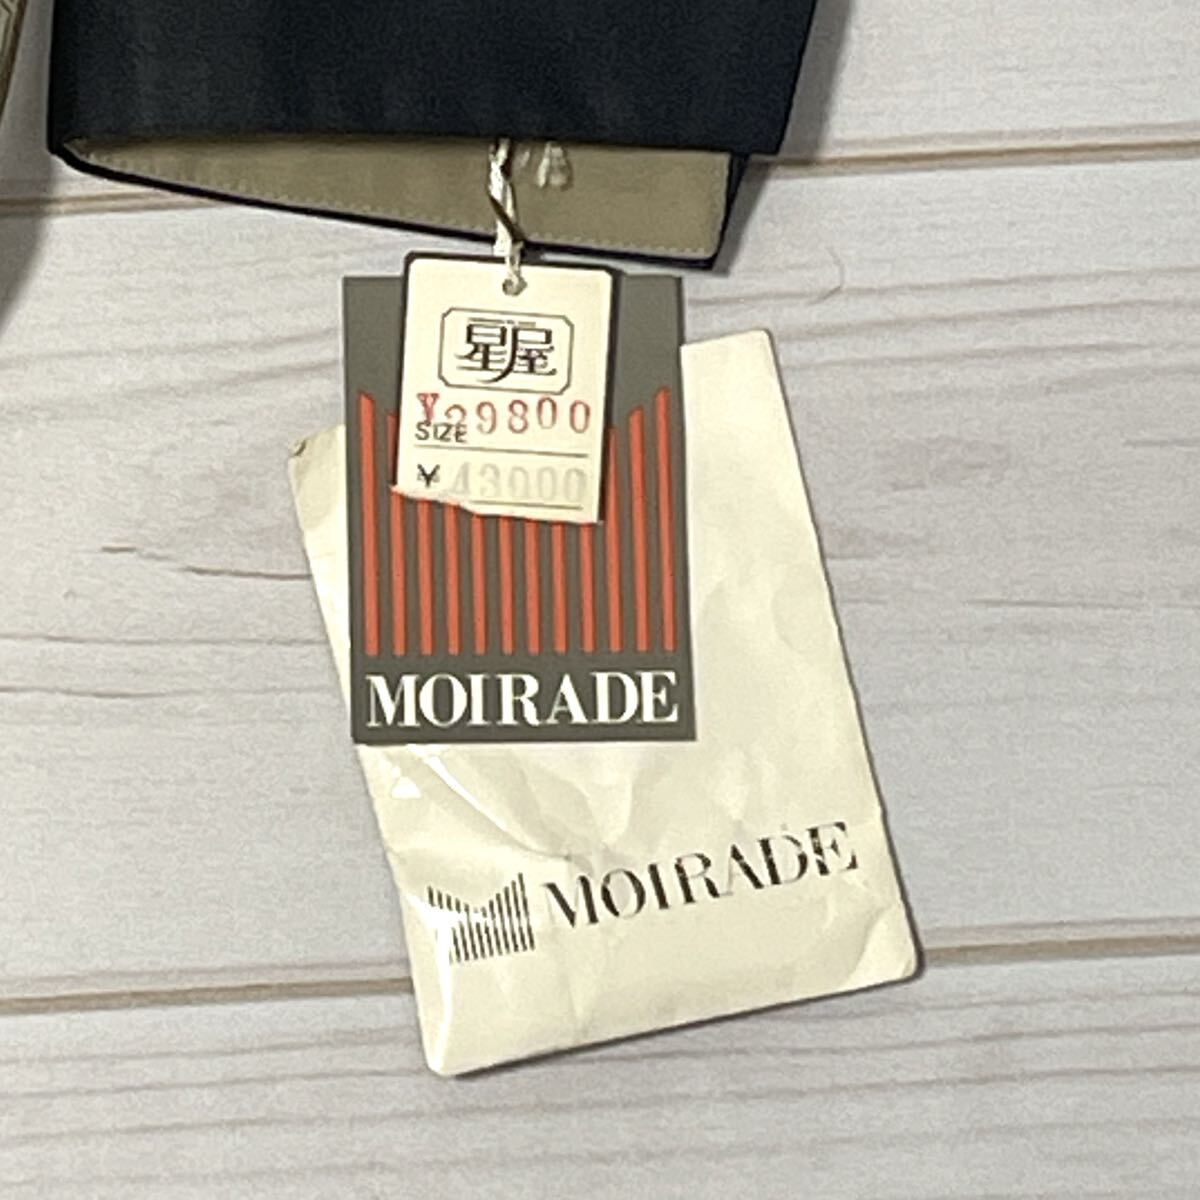 星屋
¥29800
SIZE
¥ 43000
MOIRADE
MOIRADE